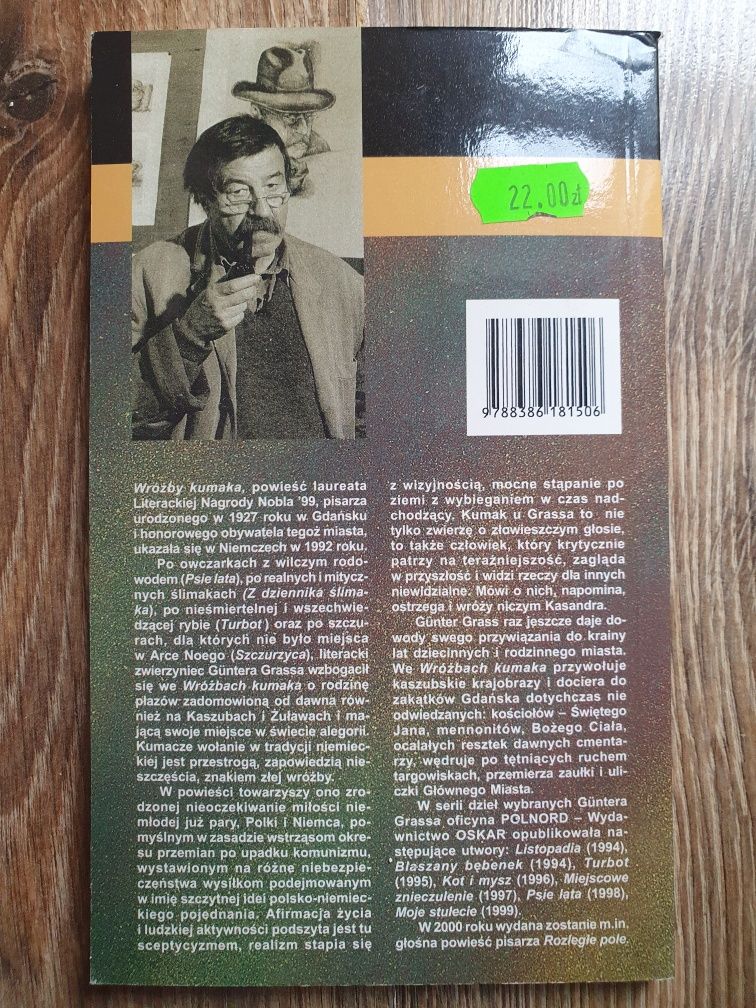 22.00zł
9788386181506
Wróżby kumaka, powieść laureata
Literackiej Nagrody Nobla '99, pisarza
urodzonego w 1927 roku w Gdańsku
i honorowego obywatela tegoż miasta,
ukazała się w Niemczech w 1992 roku.
Po owczarkach z wilczym rodo-
wodem (Psie lata), po realnych i mitycz-
nych ślimakach (Z dziennika ślima-
ka), po nieśmiertelnej i wszechwie-
dzącej rybie (Turbot) oraz po szczu-
rach, dla których nie było miejsca
w Arce Noego (Szczurzyca), literacki
zwierzyniec Güntera Grassa wzbogacił
się we Wróżbach kumaka o rodzinę
płazów zadomowioną od dawna rów-
nież na Kaszubach i Żuławach i ma-
jącą swoje miejsce w świecie alegorii.
Kumacze wołanie w tradycji niemiec-
kiej jest przestrogą, zapowiedzią nie-
szczęścia, znakiem złej wróżby.
W powieści towarzyszy ono zro-
dzonej nieoczekiwanie miłości nie-
młodej już pary, Polki i Niemca, po-
myślnym w zasadzie wstrząsom okre-
su przemian po upadku komunizmu,
wystawionym na różne niebezpie-
czeństwa wysiłkom podejmowanym
w imię szczytnej idei polsko-niemiec-
kiego pojednania. Afirmacja życia
i ludzkiej aktywności podszyta jest tu
sceptycyzmem, realizm stapia się
z wizyjnością, mocne stąpanie po
ziemi z wybieganiem w czas nad-
chodzący. Kumak u Grassa to nie
tylko zwierzę o złowieszczym głosie,
to także człowiek, który krytycznie
patrzy na teraźniejszość, zagląda
w przyszłość i widzi rzeczy dla innych
niewidzialne. Mówi o nich, napomina,
ostrzega i wróży niczym Kasandra.
Günter Grass raz jeszcze daje do-
wody swego przywiązania do krainy
lat dziecinnych i rodzinnego miasta.
We Wróżbach kumaka przywołuje
kaszubskie krajobrazy i dociera do
zakątków Gdańska dotychczas nie
odwiedzanych: kościołów – Świętego
Jana, mennonitów, Bożego Ciała,
ocalałych resztek dawnych cmenta-
rzy, wędruje po tętniących ruchem
targowiskach, przemierza zaułki i uli-
czki Głównego Miasta.
W serii dzieł wybranych Güntera
Grassa oficyna POLNORD – Wyda-
wnictwo OSKAR opublikowała na-
stępujące utwory: Listopadia (1994),
Blaszany bębenek (1994), Turbot
(1995), Kot i mysz (1996), Miejscowe
znieczulenie (1997), Psie lata (1998),
Moje stulecie (1999).
W 2000 roku wydana zostanie m.in.
głośna powieść pisarza Rozległe pole.